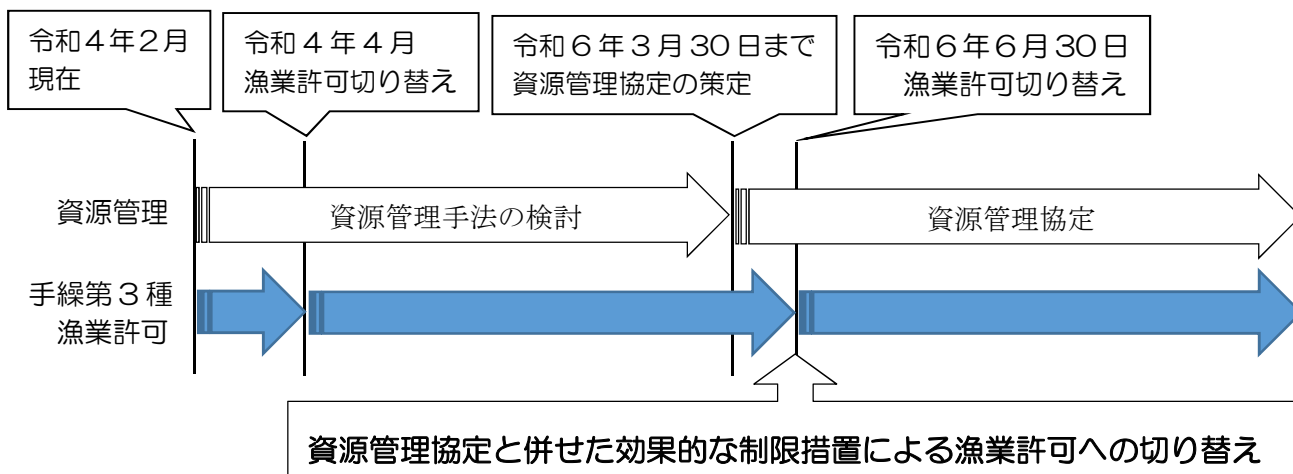 令和4年2月
現在
令和4年4月
漁業許可切り替え
令和6年3月30日まで
資源管理協定の策定
令和6年6月30日
漁業許可切り替え
資源管理
資源管理手法の検討
資源管理協定
手繰第3種
漁業許可
資源管理協定と併せた効果的な制限措置による漁業許可への切り替え